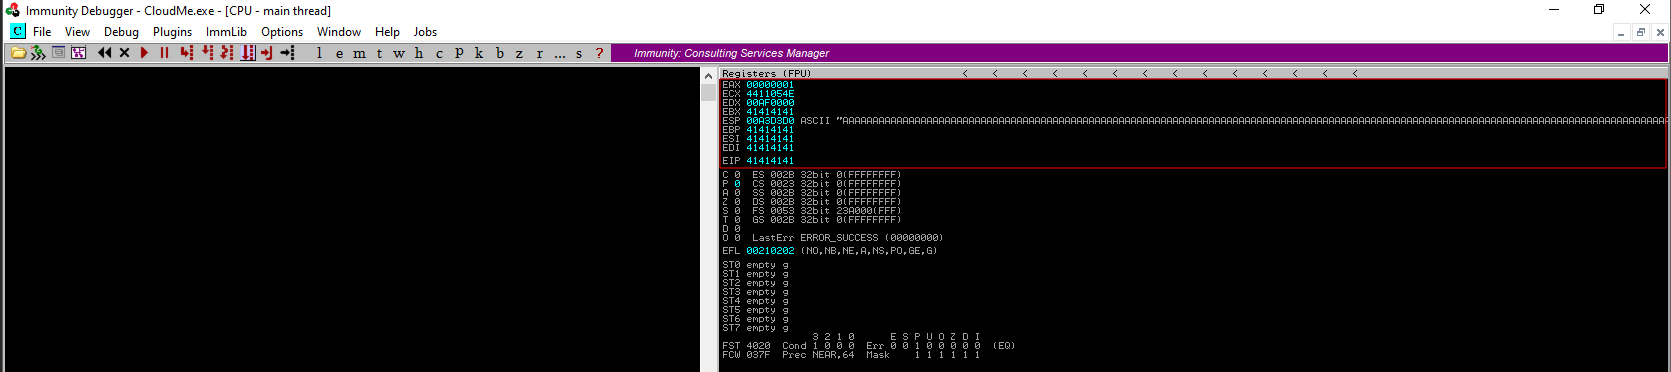 Immunity Debugger - CloudMe.exe - [CPU - main thread]
C File View Debug Plugins ImmLib Options Window Help Jobs
l e m t w h c P k b z r ... s ? Immunity: Consulting Services Manager
Registers (FPU) < < < < < < < < < < < < < <
EAX 00000001
ECX 4411054E
EDX 00AF0000
EBX 41414141
ESP 00A3D3D0 ASCII "AAAAAAAAAAAAAAAAAAAAAAAAAAAAAAAAAAAAAAAAAAAAAAAAAAAAAAAAAAAAAAAAAAAAAAAAAAAAAAAAAAAAAAAAAAAAAAAAAAAAAAAAAAAAAAAAAAAAAAAAAAAAAAAAAAAAAAAAA
EBP 41414141
ESI 41414141
EDI 41414141
EIP 41414141
C 0 ES 002B 32bit 0(FFFFFFFF)
P 0 CS 0023 32bit 0(FFFFFFFF)
A 0 SS 002B 32bit 0(FFFFFFFF)
Z 0 DS 002B 32bit 0(FFFFFFFF)
S 0 FS 0053 32bit 23A000(FFF)
T 0 GS 002B 32bit 0(FFFFFFFF)
D 0
O 0 LastErr ERROR_SUCCESS (00000000)
EFL 00210202 (NO,NB,NE,A,NS,PO,GE,G)
ST0 empty g
ST1 empty g
ST2 empty g
ST3 empty g
ST4 empty g
ST5 empty g
ST6 empty g
ST7 empty g
3 2 1 0 E S P U O Z D I
FST 4020 Cond 1 0 0 0 Err 0 0 1 0 0 0 0 0 (EQ)
FCW 037F Prec NEAR,64 Mask 1 1 1 1 1 1